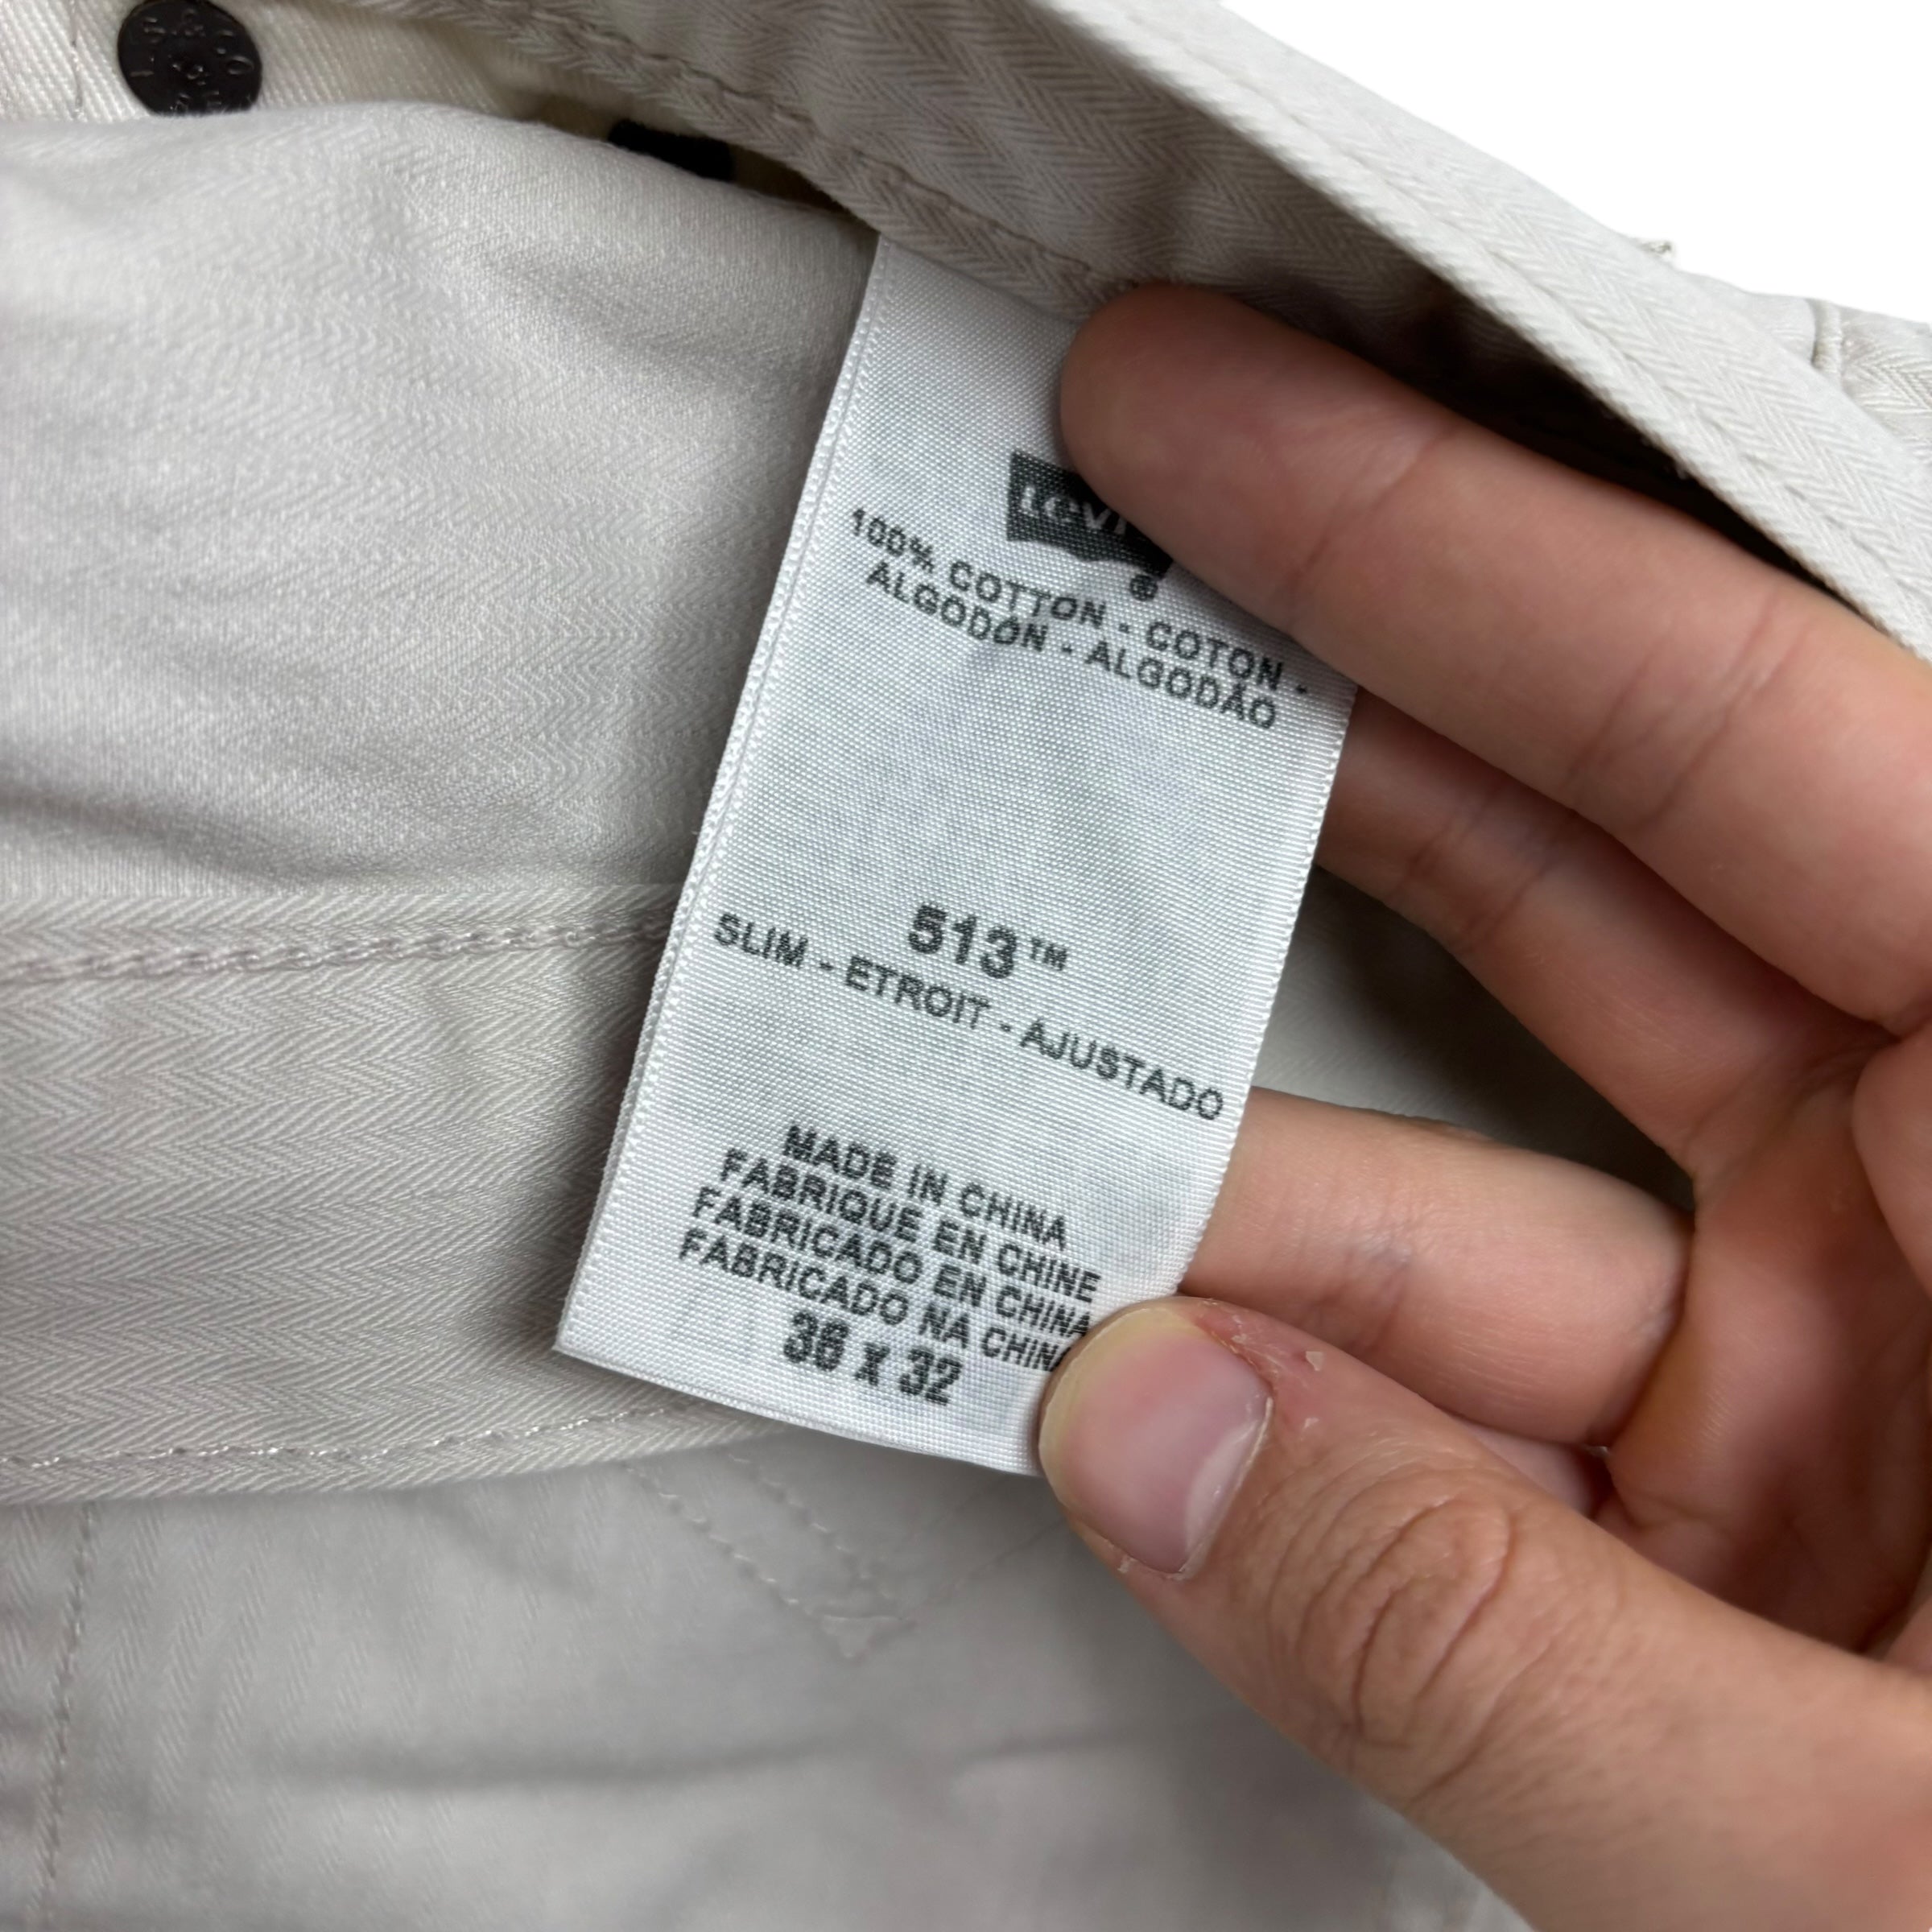 Levi
®
100% COTTON - COTON -
ALGODÓN - ALGODÃO
513™
SLIM - ETROIT - AJUSTADO
MADE IN CHINA
FABRIQUE EN CHINE
FABRICADO EN CHINA
FABRICADO NA CHINA
36 x 32